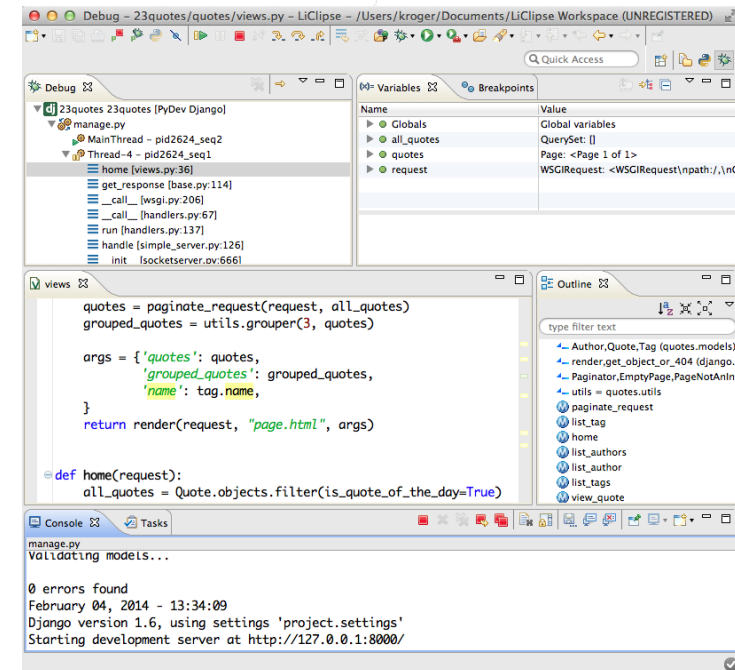 Debug - 23quotes/quotes/views.py - LiClipse - /Users/kroger/Documents/LiClipse Workspace (UNREGISTERED)
Quick Access
Debug
23quotes 23quotes [PyDev Django]
manage.py
MainThread - pid2624_seq2
Thread-4 - pid2624_seq1
home [views.py:36]
get_response [base.py:114]
__call__ [wsgi.py:206]
__call__ [handlers.py:67]
run [handlers.py:137]
handle [simple_server.py:126]
__init__ [socketserver.py:666]
(x)= Variables
Breakpoints
Name Value
Globals Global variables
all_quotes QuerySet: []
quotes Page: <Page 1 of 1>
request WSGIRequest: <WSGIRequest\npath:/,\nG
views
quotes = paginate_request(request, all_quotes)
grouped_quotes = utils.grouper(3, quotes)
args = {'quotes': quotes,
'grouped_quotes': grouped_quotes,
'name': tag.name,
}
return render(request, "page.html", args)
def home(request):
all_quotes = Quote.objects.filter(is_quote_of_the_day=True)
Outline
type filter text
Author,Quote,Tag (quotes.models)
render,get_object_or_404 (django.
Paginator,EmptyPage,PageNotAnIn
utils = quotes.utils
paginate_request
list_tag
home
list_authors
list_author
list_tags
view_quote
Console
Tasks
manage.py
Validating models...
0 errors found
February 04, 2014 - 13:34:09
Django version 1.6, using settings 'project.settings'
Starting development server at http://127.0.0.1:8000/